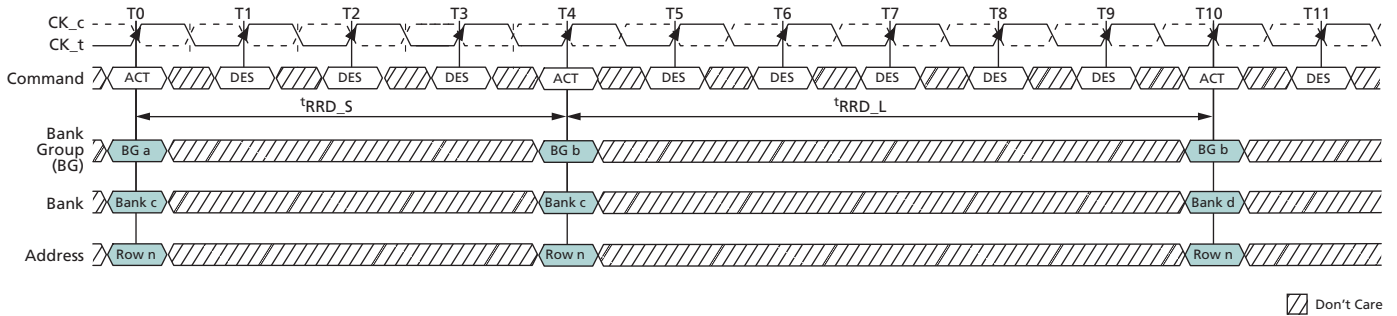 T0 T1 T2 T3 T4 T5 T6 T7 T8 T9 T10 T11
CK_c
CK_t
Command ACT DES DES DES ACT DES DES DES DES DES ACT DES
tRRD_S tRRD_L
Bank
Group
(BG)
BG a BG b BG b
Bank Bank c Bank c Bank d
Address Row n Row n Row n
Don't Care